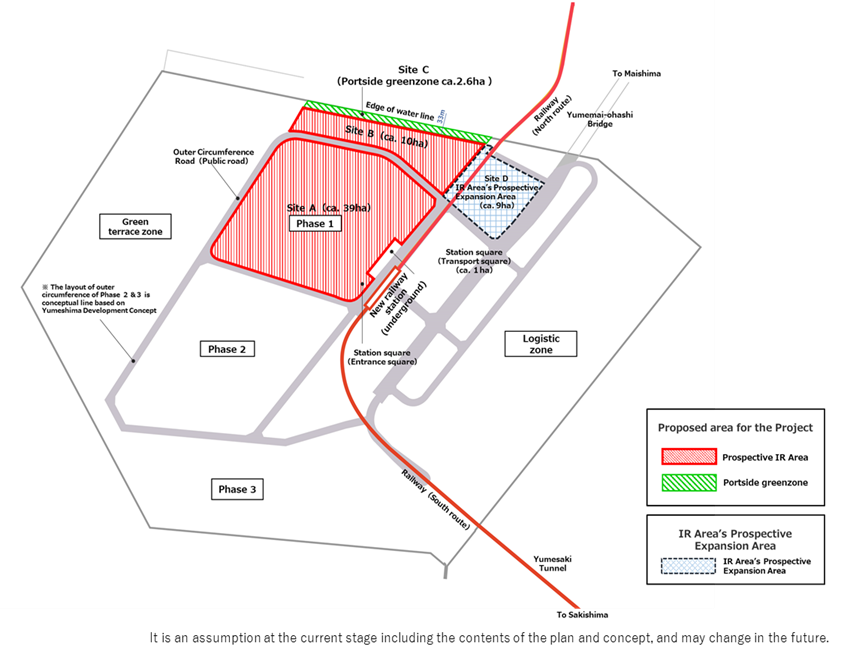 Site C
(Portside greenzone ca.2.6ha )
To Maishima
Edge of water line
33m
Railway
(North route)
Yumemai-ohashi
Bridge
Site B (ca. 10ha)
Outer Circumference
Road (Public road)
Site D
IR Area's Prospective
Expansion Area
(ca. 9ha)
Site A (ca. 39ha)
Phase 1
Green
terrace zone
Station square
(Transport square)
(ca. 1ha)
※ The layout of outer
circumference of Phase 2 & 3 is
conceptual line based on
Yumeshima Development Concept
New railway
station
(underground)
Phase 2
Station square
(Entrance square)
Logistic
zone
Proposed area for the Project
Prospective IR Area
Portside greenzone
Phase 3
Railway (South route)
IR Area's Prospective
Expansion Area
IR Area's Prospective
Expansion Area
Yumesaki
Tunnel
To Sakishima
It is an assumption at the current stage including the contents of the plan and concept, and may change in the future.